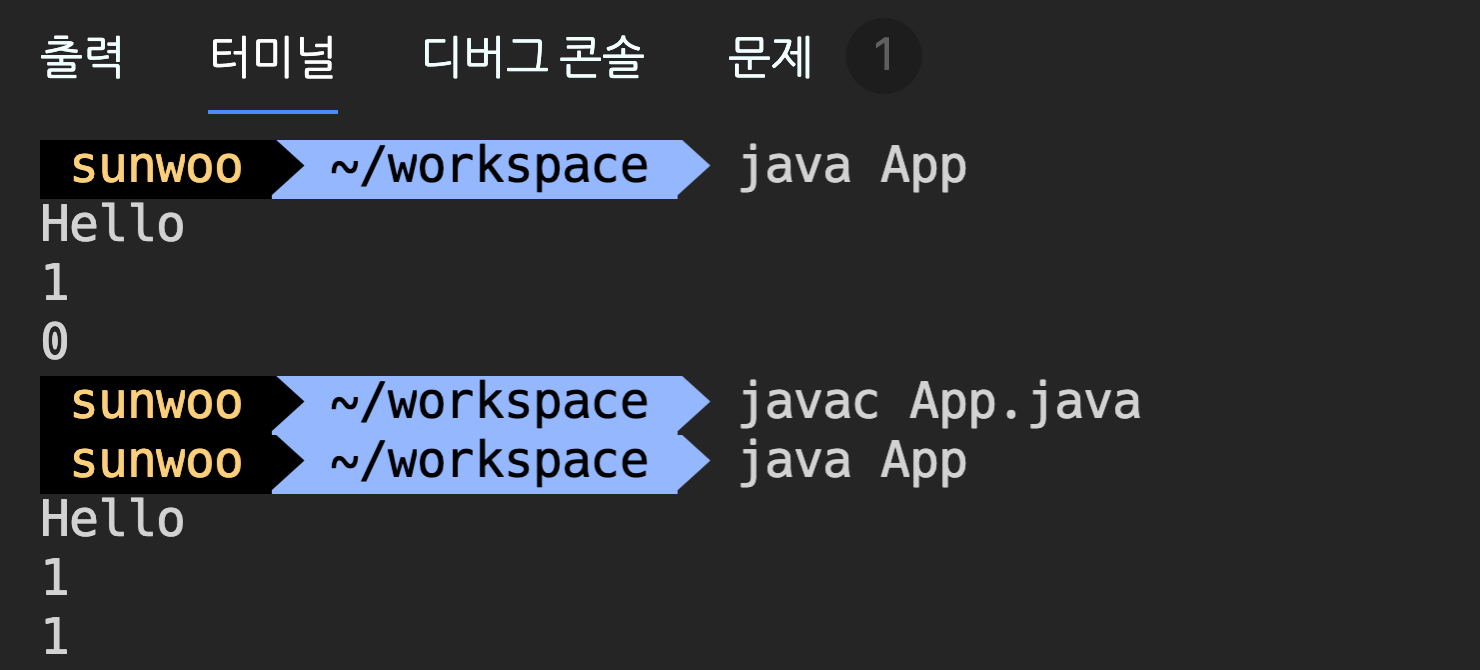 출력 터미널 디버그 콘솔 문제 1
sunwoo ~/workspace java App
Hello
1
0
sunwoo ~/workspace javac App.java
sunwoo ~/workspace java App
Hello
1
1